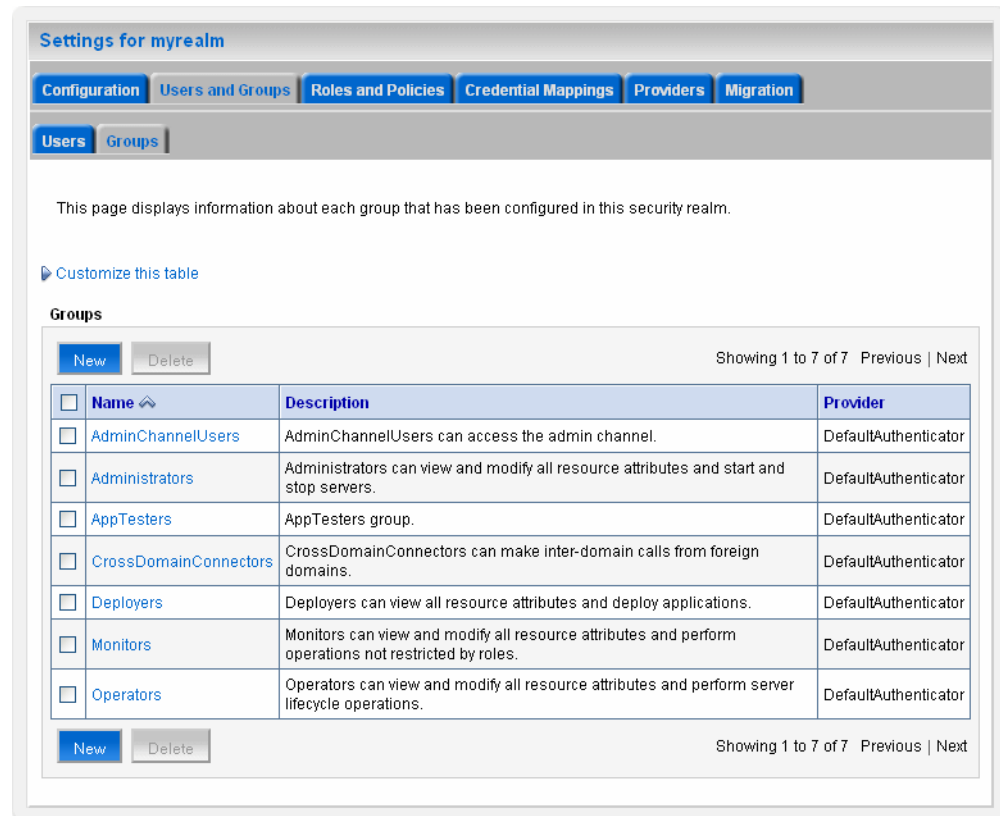 Settings for myrealm
Configuration Users and Groups Roles and Policies Credential Mappings Providers Migration
Users Groups
This page displays information about each group that has been configured in this security realm.
Customize this table
Groups
New Delete Showing 1 to 7 of 7 Previous | Next
Name Description Provider
AdminChannelUsers AdminChannelUsers can access the admin channel. DefaultAuthenticator
Administrators Administrators can view and modify all resource attributes and start and
stop servers. DefaultAuthenticator
AppTesters AppTesters group. DefaultAuthenticator
CrossDomainConnectors CrossDomainConnectors can make inter-domain calls from foreign
domains. DefaultAuthenticator
Deployers Deployers can view all resource attributes and deploy applications. DefaultAuthenticator
Monitors Monitors can view and modify all resource attributes and perform
operations not restricted by roles. DefaultAuthenticator
Operators Operators can view and modify all resource attributes and perform server
lifecycle operations. DefaultAuthenticator
New Delete Showing 1 to 7 of 7 Previous | Next